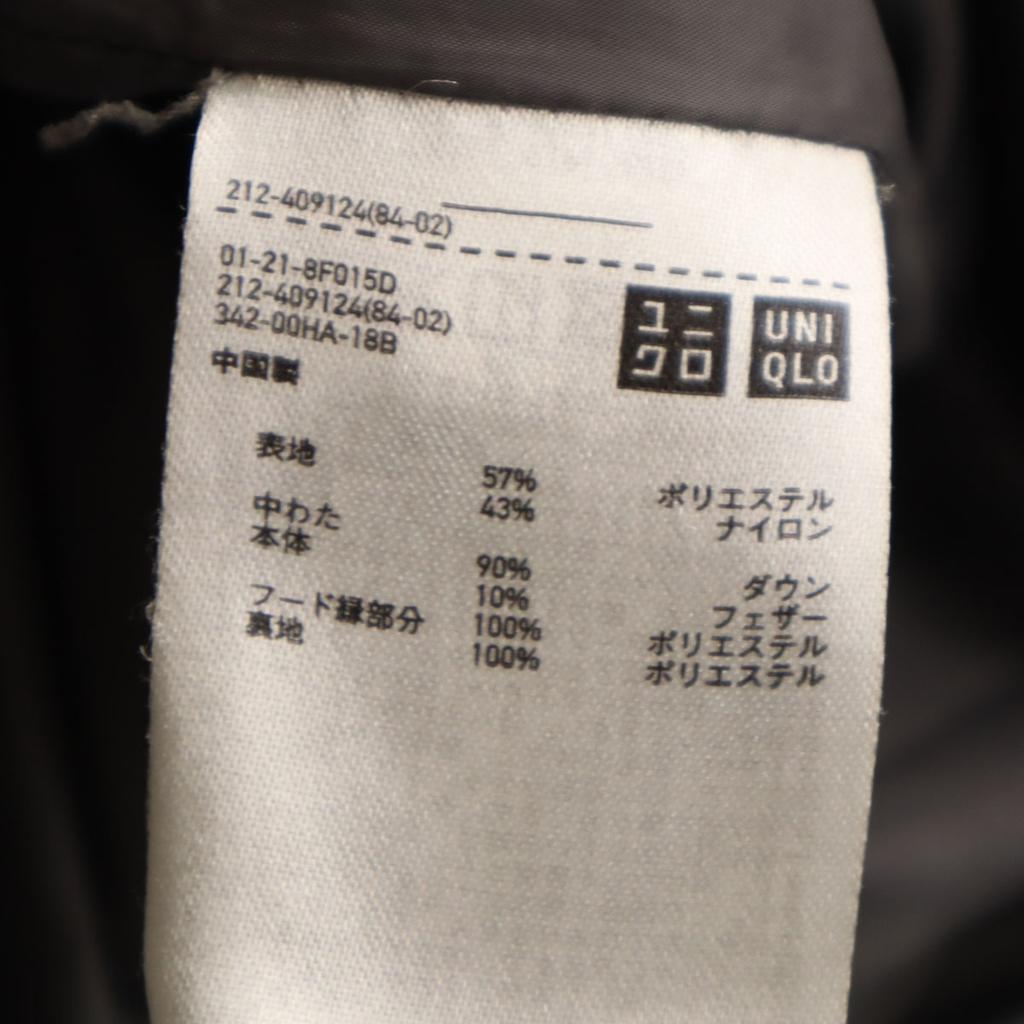 212-409124(84-02)
01-21-8F015D
212-409124(84-02)
342-00HA-18B
中国製
ユニ
クロ
UNI
QLO
表地
57% ポリエステル
43% ナイロン
中わた
本体
90% ダウン
10% フェザー
フード縁部分 100% ポリエステル
裏地 100% ポリエステル